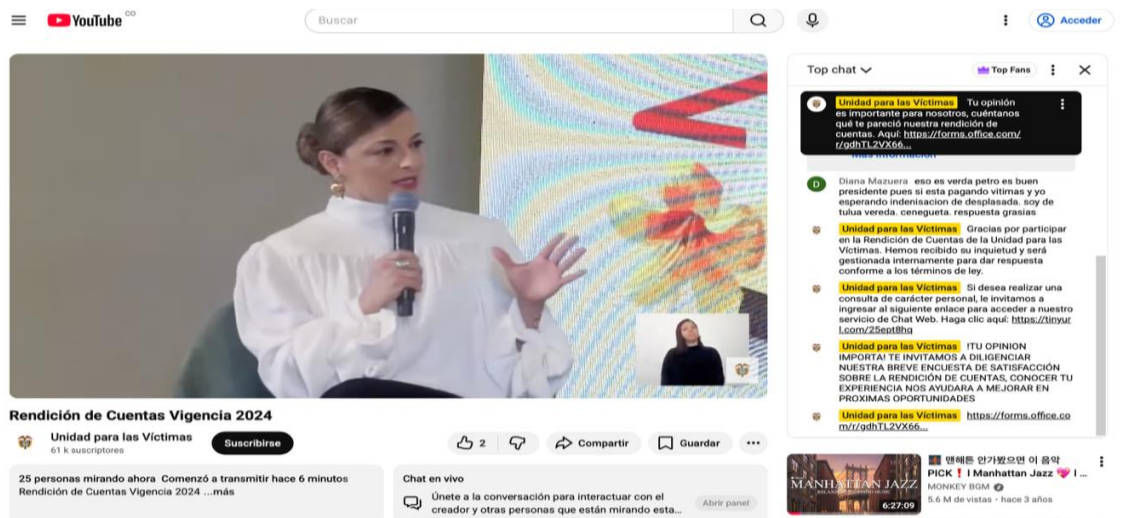 YouTube CO
Buscar
Acceder
Top chat
Top Fans
Unidad para las Víctimas Tu opinión
es importante para nosotros, cuéntanos
qué te pareció nuestra rendición de
cuentas. Aquí: https://forms.office.com/
r/gdhTL2VX66...
Más información
D
Diana Mazuera eso es verda petro es buen
presidente pues si esta pagando vitimas y yo
esperando indenisacion de desplasada. soy de
tulua vereda. cenegueta. respuesta grasias
Unidad para las Víctimas Gracias por participar
en la Rendición de Cuentas de la Unidad para las
Víctimas. Hemos recibido su inquietud y será
gestionada internamente para dar respuesta
conforme a los términos de ley.
Unidad para las Víctimas Si desea realizar una
consulta de carácter personal, le invitamos a
ingresar al siguiente enlace para acceder a nuestro
servicio de Chat Web. Haga clic aquí: https://tinyur
l.com/25ept8hq
Unidad para las Víctimas !TU OPINION
IMPORTA! TE INVITAMOS A DILIGENCIAR
NUESTRA BREVE ENCUESTA DE SATISFACCIÓN
SOBRE LA RENDICIÓN DE CUENTAS, CONOCER TU
EXPERIENCIA NOS AYUDARA A MEJORAR EN
PROXIMAS OPORTUNIDADES
Unidad para las Víctimas https://forms.office.co
m/r/gdhTL2VX66...
Rendición de Cuentas Vigencia 2024
Unidad para las Víctimas
61 k suscriptores
Suscribirse
2
Compartir
Guardar
25 personas mirando ahora Comenzó a transmitir hace 6 minutos
Rendición de Cuentas Vigencia 2024 ...más
Chat en vivo
Únete a la conversación para interactuar con el
creador y otras personas que están mirando esta...
Abrir panel
MANHATTAN JAZZ
6:27:09
맨해튼 안가봤으면 이 음악
PICK❗ I Manhattan Jazz 💖 I ...
MONKEY BGM
5.6 M de vistas • hace 3 años